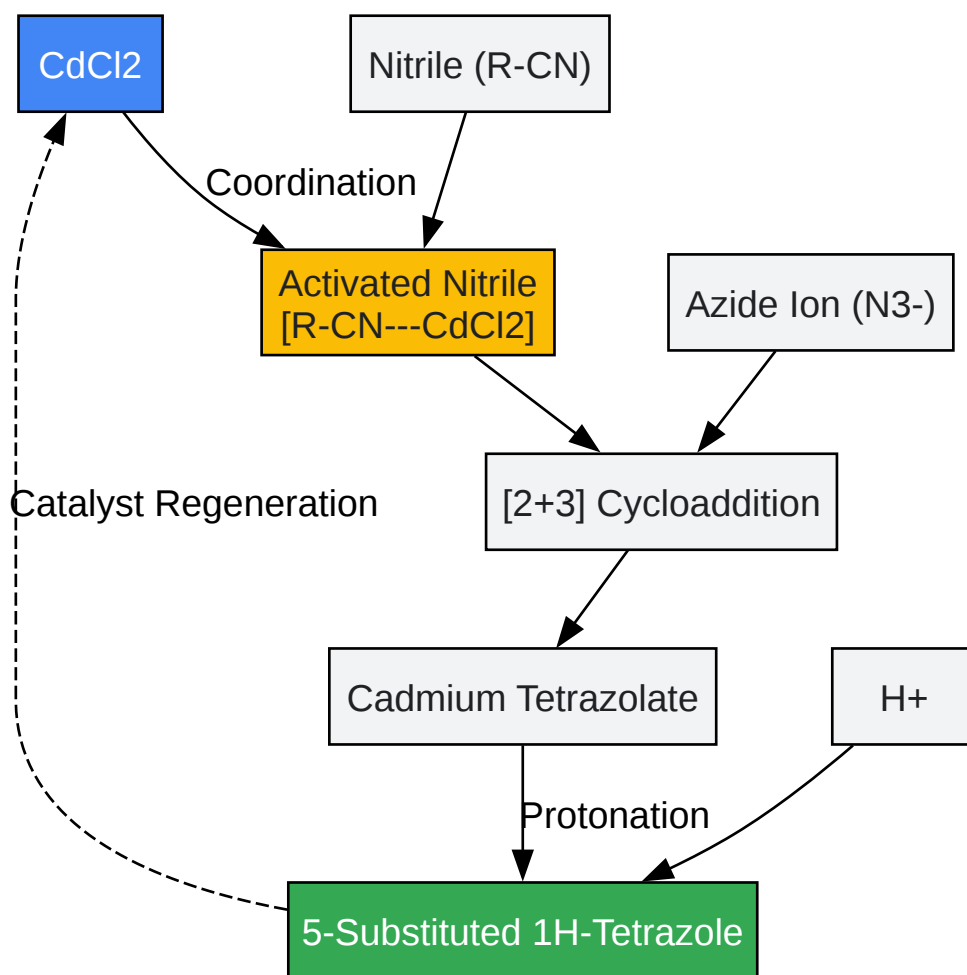 CdCl2
Nitrile (R-CN)
Coordination
Activated Nitrile
[R-CN---CdCl2]
Azide Ion (N3-)
[2+3] Cycloaddition
Catalyst Regeneration
Cadmium Tetrazolate
H+
Protonation
5-Substituted 1H-Tetrazole